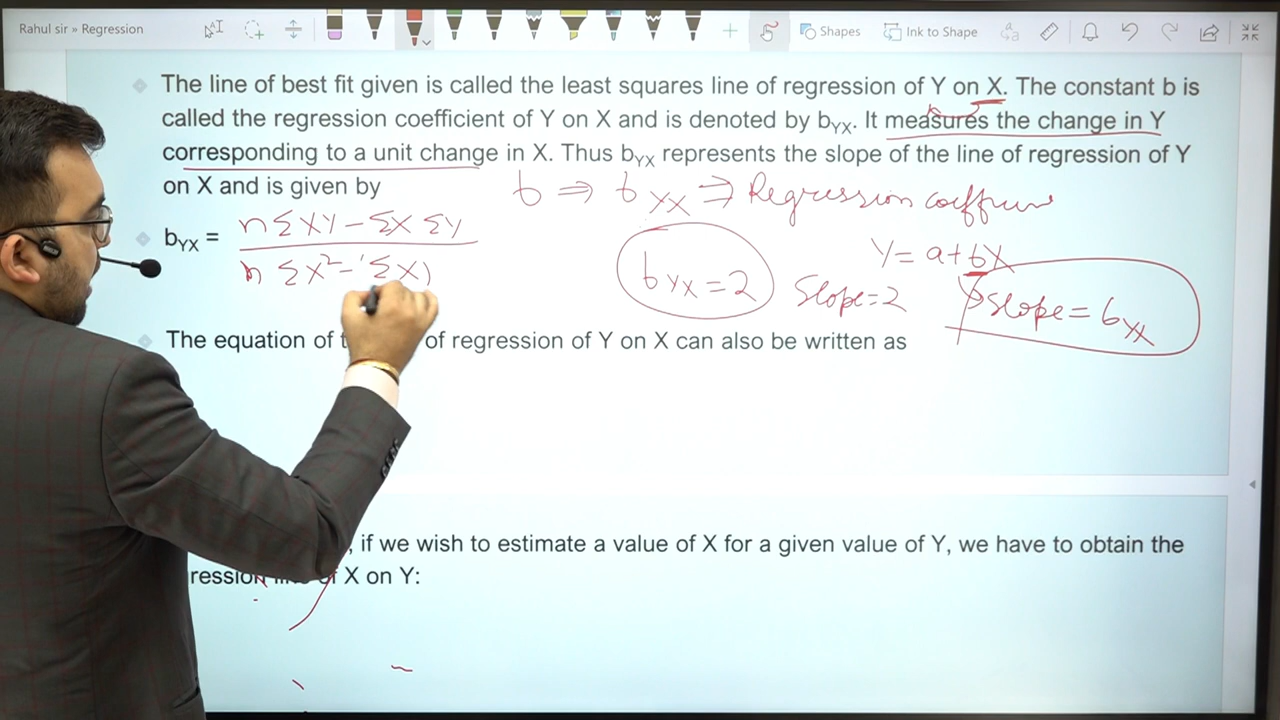 Rahul sir » Regression
Shapes
Ink to Shape
The line of best fit given is called the least squares line of regression of Y on X. The constant b is
called the regression coefficient of Y on X and is denoted by bYX. It measures the change in Y
corresponding to a unit change in X. Thus bYX represents the slope of the line of regression of Y
on X and is given by
b ⇒ bYX ⇒ Regression
bYX = nΣXY - ΣX ΣY
nΣX² - (ΣX)
Y = a + bX
bYX = 2
Slope = 2
Slope = bYX
The equation of of regression of Y on X can also be written as
, if we wish to estimate a value of X for a given value of Y, we have to obtain the
ression line of X on Y: